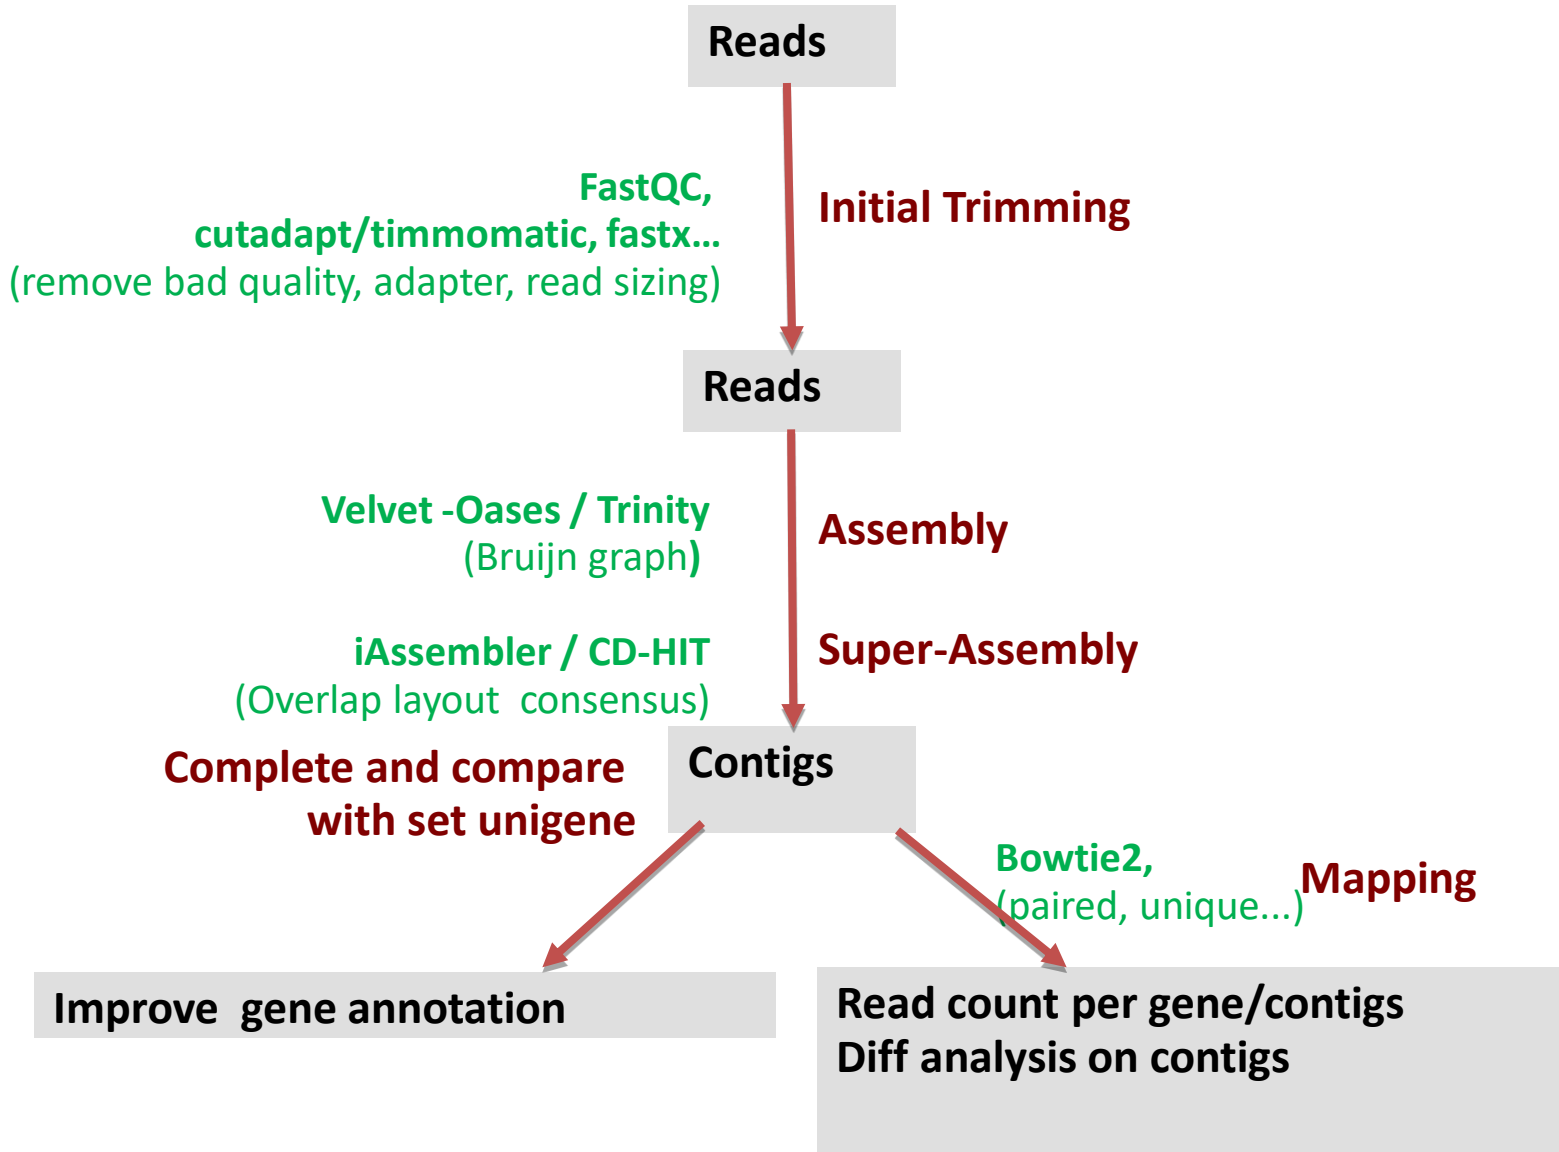 Reads
FastQC,
cutadapt/timmomatic, fastx...
(remove bad quality, adapter, read sizing)
Initial Trimming
Reads
Velvet -Oases / Trinity
(Bruijn graph)
Assembly
iAssembler / CD-HIT
(Overlap layout consensus)
Super-Assembly
Contigs
Complete and compare
with set unigene
Bowtie2,
(paired, unique...)
Mapping
Improve gene annotation
Read count per gene/contigs
Diff analysis on contigs